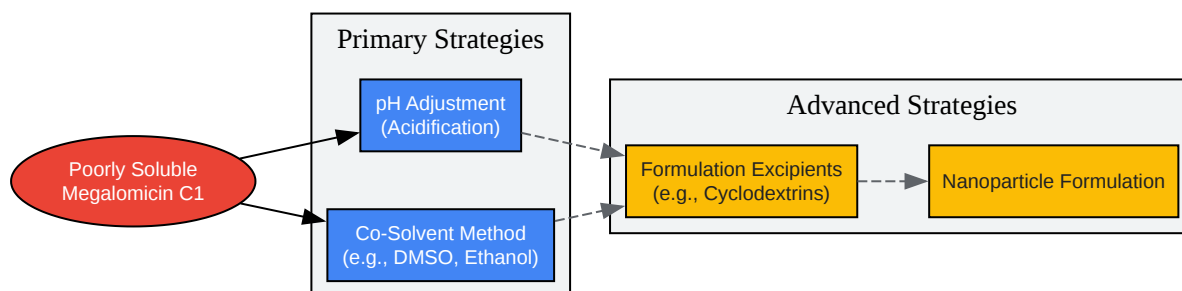 Primary Strategies
pH Adjustment
(Acidification)
Poorly Soluble
Megalomicin C1
Co-Solvent Method
(e.g., DMSO, Ethanol)
Advanced Strategies
Formulation Excipients
(e.g., Cyclodextrins)
Nanoparticle Formulation